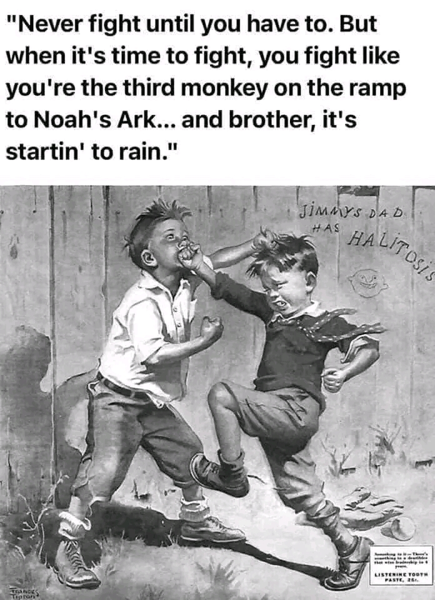 "Never fight until you have to. But
when it's time to fight, you fight like
you're the third monkey on the ramp
to Noah's Ark... and brother, it's
startin' to rain."
JIMMYS DAD
HAS
HALITOSIS
LISTERINE TOOTH
PASTE, 25¢.